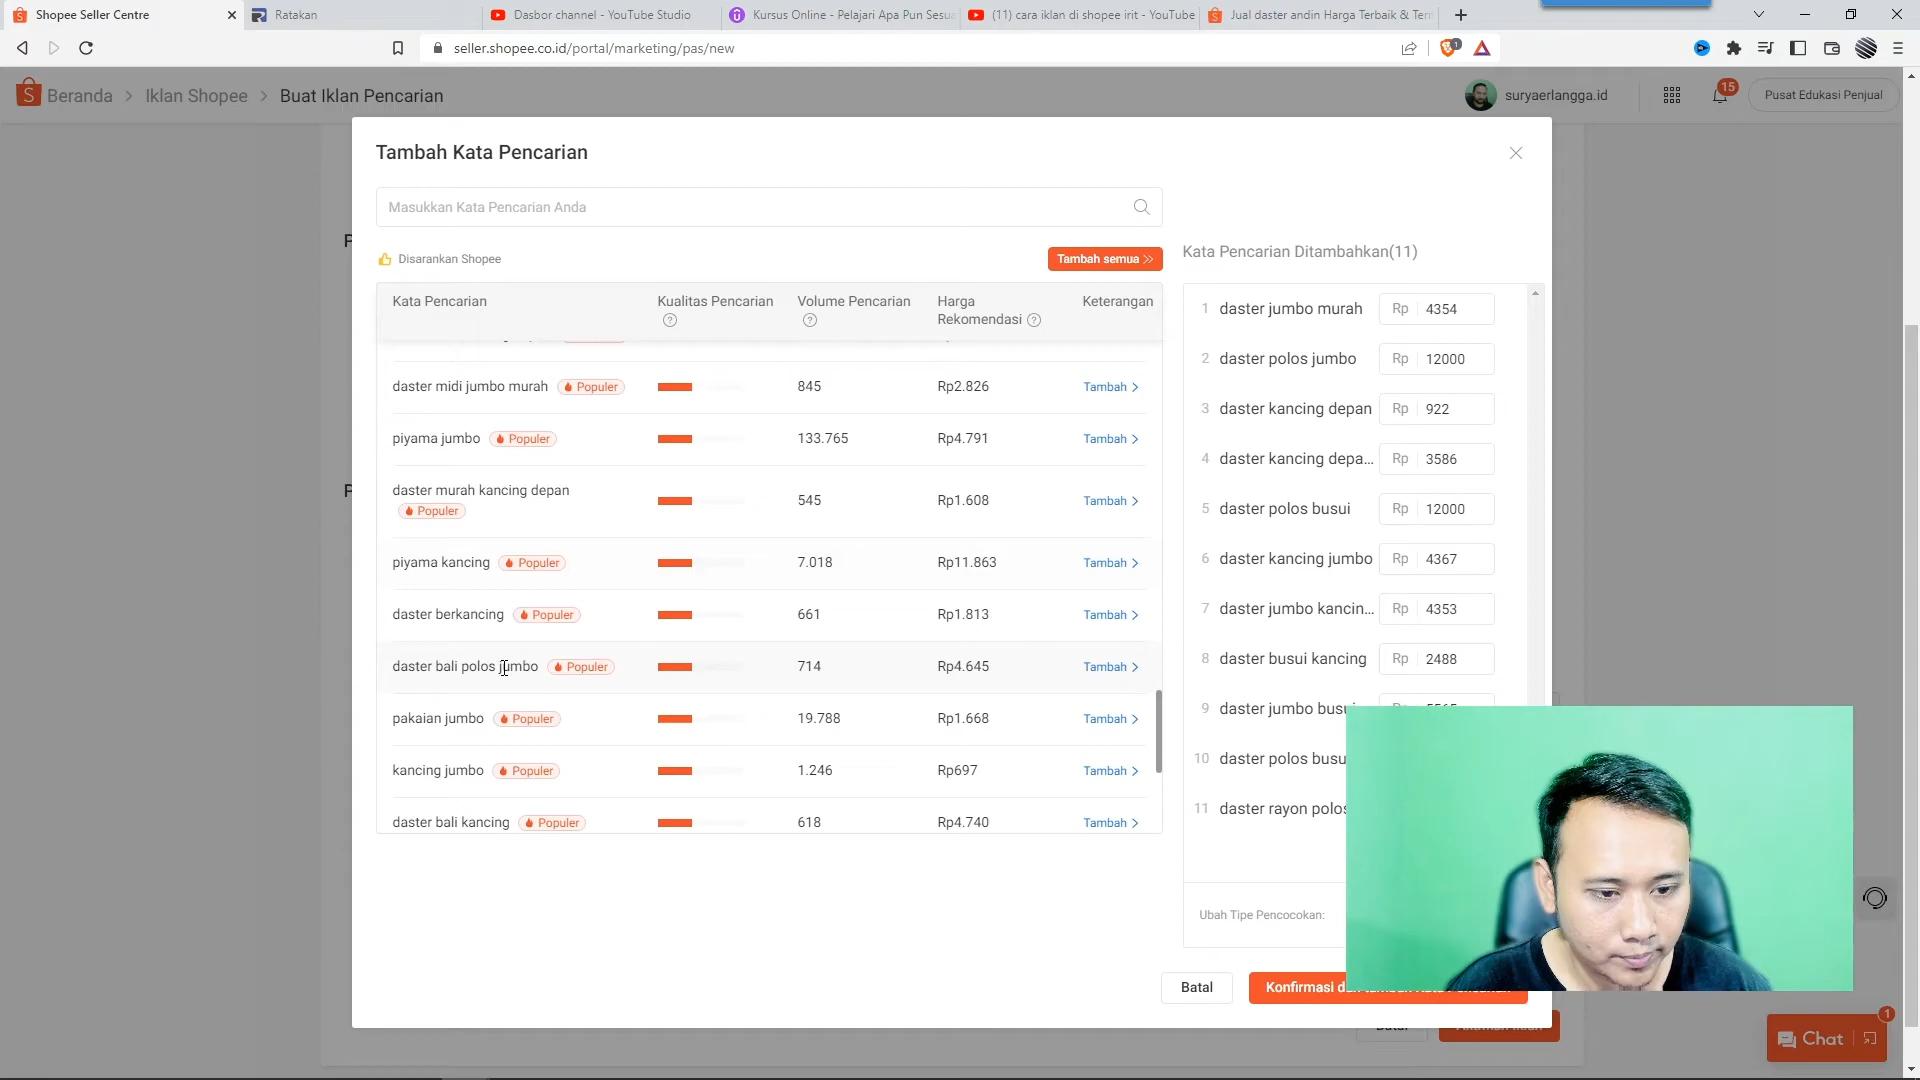 Shopee Seller Centre
Ratakan
Dasbor channel - YouTube Studio
Kursus Online - Pelajari Apa Pun Sesua
(11) cara iklan di shopee irit - YouTube
Jual daster andin Harga Terbaik & Ter
seller.shopee.co.id/portal/marketing/pas/new
1
Beranda > Iklan Shopee > Buat Iklan Pencarian
suryaerlangga.id
15
Pusat Edukasi Penjual
Tambah Kata Pencarian
Masukkan Kata Pencarian Anda
Disarankan Shopee
Tambah semua >>
Kata Pencarian Ditambahkan(11)
Kata Pencarian
Kualitas Pencarian
Volume Pencarian
Harga Rekomendasi
Keterangan
daster midi jumbo murah Populer 845 Rp2.826 Tambah >
piyama jumbo Populer 133.765 Rp4.791 Tambah >
daster murah kancing depan
Populer
545 Rp1.608 Tambah >
piyama kancing Populer 7.018 Rp11.863 Tambah >
daster berkancing Populer 661 Rp1.813 Tambah >
daster bali polos jumbo Populer 714 Rp4.645 Tambah >
pakaian jumbo Populer 19.788 Rp1.668 Tambah >
kancing jumbo Populer 1.246 Rp697 Tambah >
daster bali kancing Populer 618 Rp4.740 Tambah >
1 daster jumbo murah Rp 4354
2 daster polos jumbo Rp 12000
3 daster kancing depan Rp 922
4 daster kancing depa... Rp 3586
5 daster polos busui Rp 12000
6 daster kancing jumbo Rp 4367
7 daster jumbo kancin... Rp 4353
8 daster busui kancing Rp 2488
9 daster jumbo busui
10 daster polos busu
11 daster rayon polos
Ubah Tipe Pencocokan:
Batal
Konfirmasi d
Chat
1